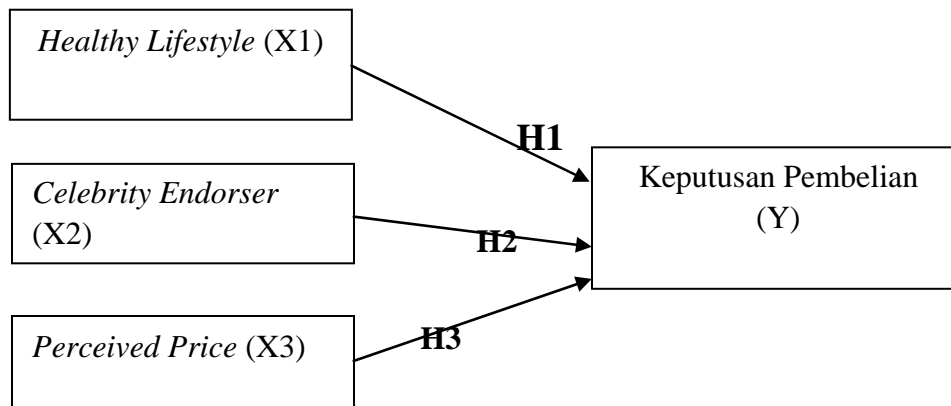 Healthy Lifestyle (X1)
H1
Celebrity Endorser
(X2)
H2
Keputusan Pembelian
(Y)
Perceived Price (X3)
H3